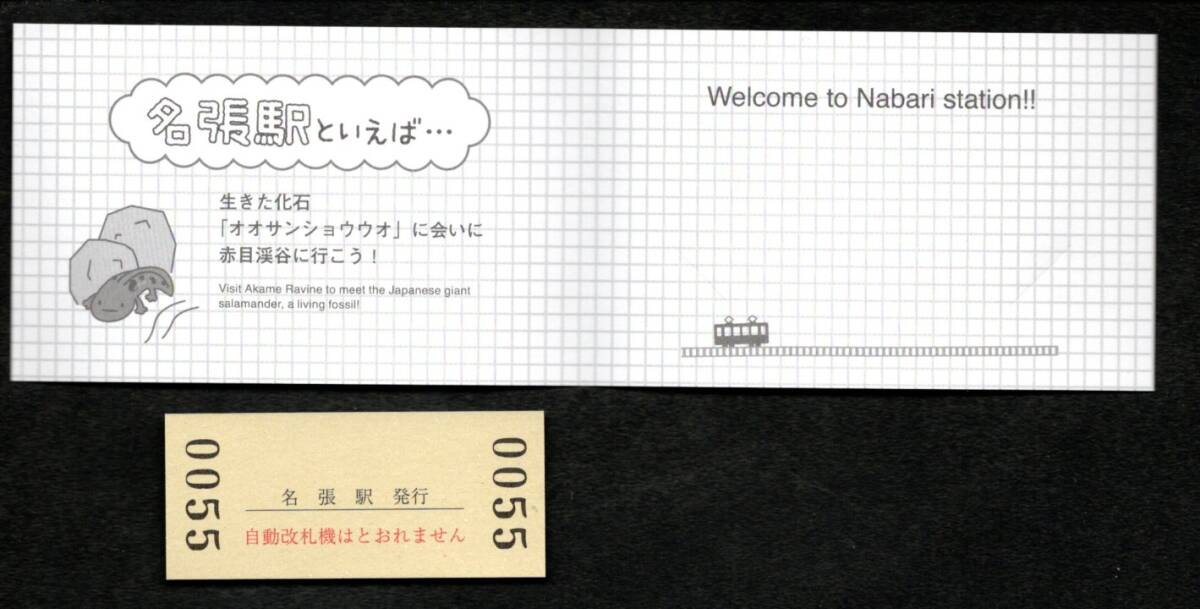 名張駅といえば…
生きた化石
「オオサンショウウオ」に会いに
赤目渓谷に行こう！
Visit Akame Ravine to meet the Japanese giant
salamander, a living fossil!
Welcome to Nabari station!!
0055
名張駅発行
自動改札機はとおれません
0055